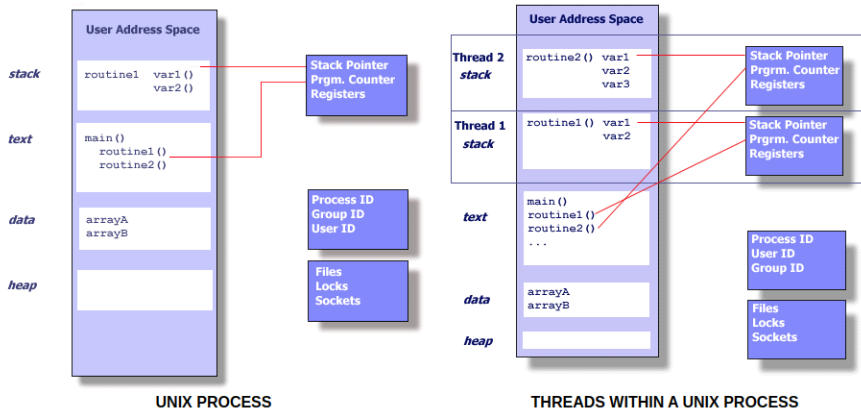 User Address Space
stack
routine1 var1()
var2()
Stack Pointer
Prgrm. Counter
Registers
text
main()
routine1()
routine2()
data
arrayA
arrayB
Process ID
Group ID
User ID
heap
Files
Locks
Sockets
UNIX PROCESS
User Address Space
Thread 2
stack
routine2() var1
var2
var3
Stack Pointer
Prgrm. Counter
Registers
Thread 1
stack
routine1() var1
var2
Stack Pointer
Prgrm. Counter
Registers
text
main()
routine1()
routine2()
...
Process ID
User ID
Group ID
data
arrayA
arrayB
Files
Locks
Sockets
heap
THREADS WITHIN A UNIX PROCESS